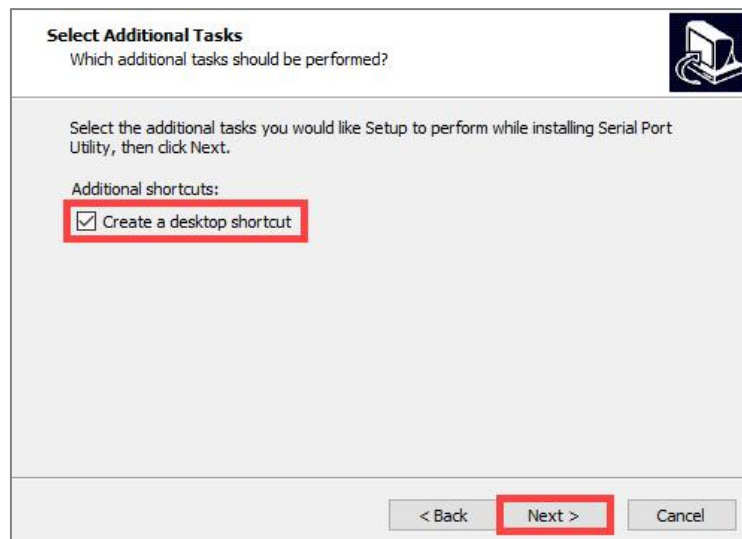 Select Additional Tasks
Which additional tasks should be performed?
Select the additional tasks you would like Setup to perform while installing Serial Port
Utility, then click Next.
Additional shortcuts:
Create a desktop shortcut
< Back Next > Cancel